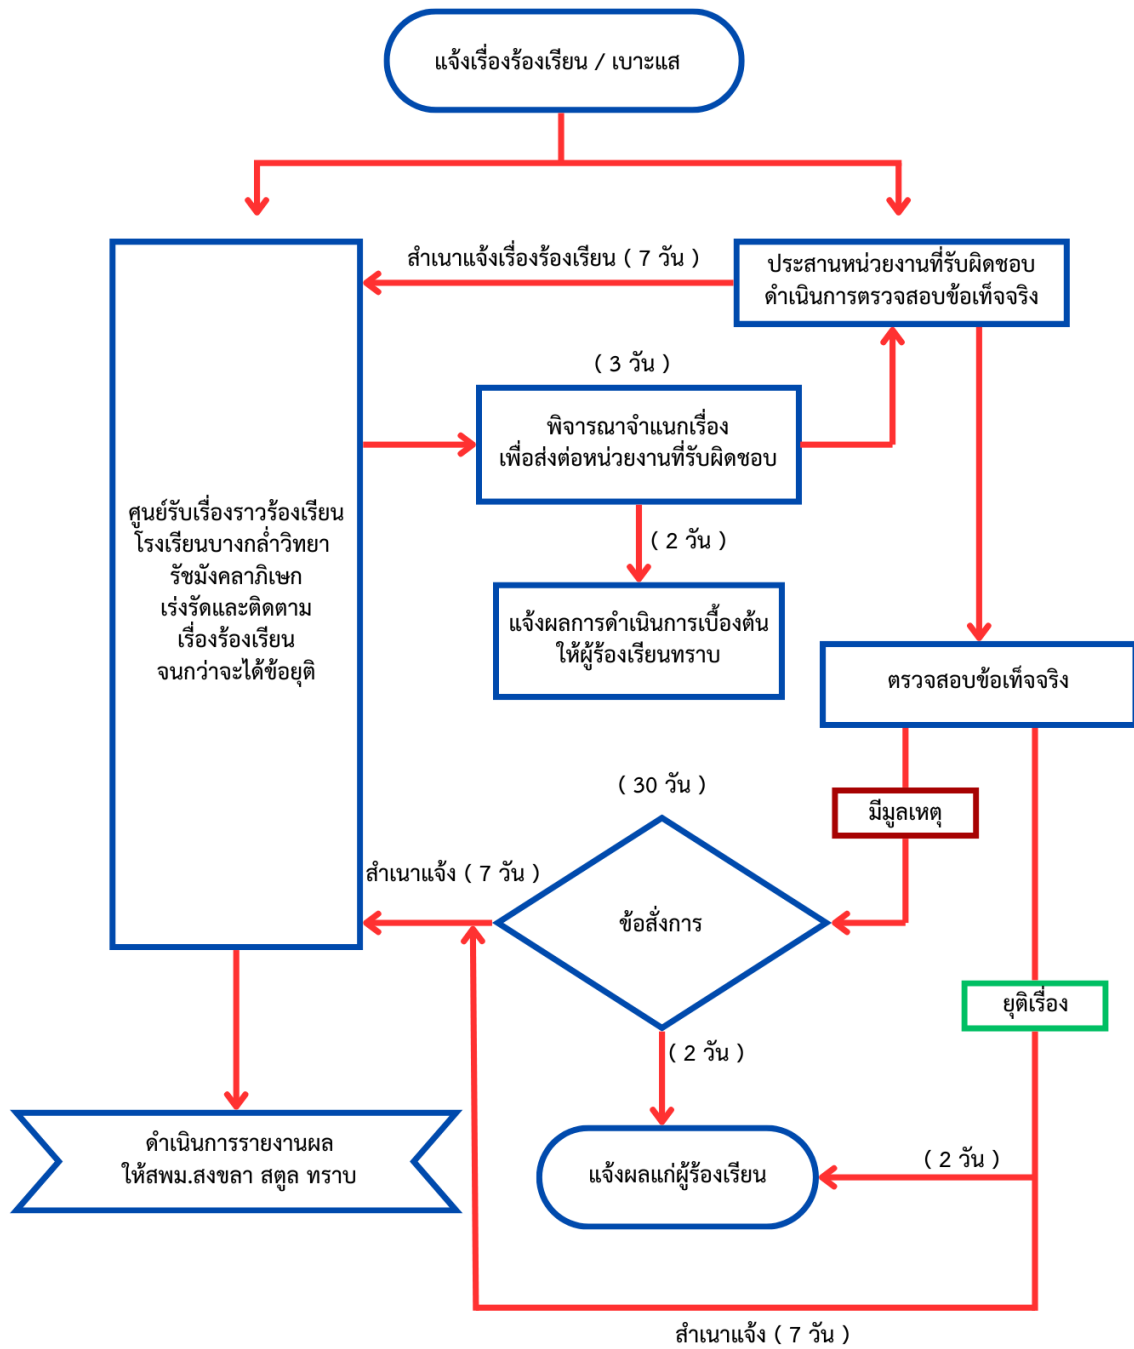 แจ้งเรื่องร้องเรียน / เบาะแส
สำเนาแจ้งเรื่องร้องเรียน ( 7 วัน )
ประสานหน่วยงานที่รับผิดชอบ
ดำเนินการตรวจสอบข้อเท็จจริง
( 3 วัน )
พิจารณาจำแนกเรื่อง
เพื่อส่งต่อหน่วยงานที่รับผิดชอบ
ศูนย์รับเรื่องราวร้องเรียน
โรงเรียนบางกล่ำวิทยา
รัชมังคลาภิเษก
เร่งรัดและติดตาม
เรื่องร้องเรียน
จนกว่าจะได้ข้อยุติ
( 2 วัน )
แจ้งผลการดำเนินการเบื้องต้น
ให้ผู้ร้องเรียนทราบ
ตรวจสอบข้อเท็จจริง
( 30 วัน )
มีมูลเหตุ
สำเนาแจ้ง ( 7 วัน )
ข้อสั่งการ
ยุติเรื่อง
( 2 วัน )
ดำเนินการรายงานผล
ให้สพม.สงขลา สตูล ทราบ
แจ้งผลแก่ผู้ร้องเรียน
( 2 วัน )
สำเนาแจ้ง ( 7 วัน )